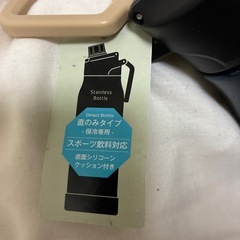 Stainless
Bottle
Direct Bottle
直のみタイプ
-保冷専用-
スポーツ飲料対応
底面シリコーン
クッション付き